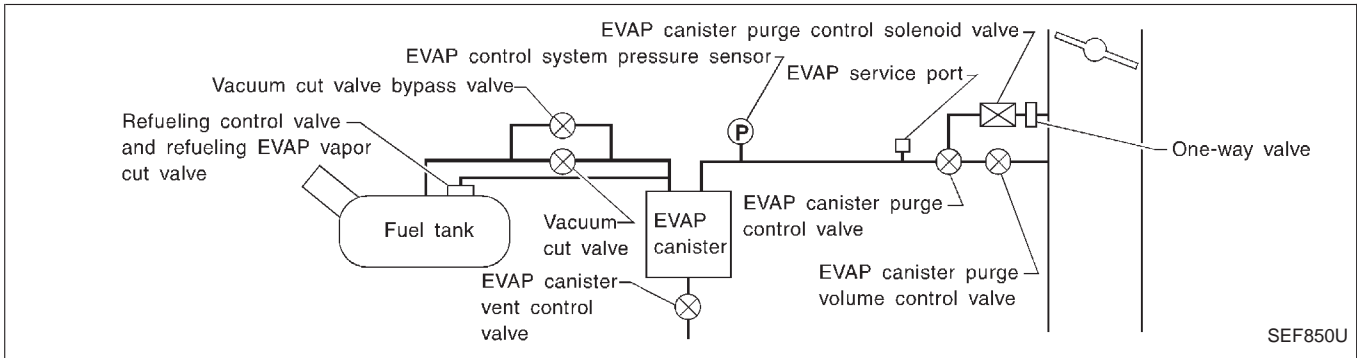 EVAP canister purge control solenoid valve
EVAP control system pressure sensor
EVAP service port
Vacuum cut valve bypass valve
Refueling control valve
and refueling EVAP vapor
cut valve
P
One-way valve
Fuel tank
Vacuum
cut valve
EVAP
canister
EVAP canister purge
control valve
EVAP canister
vent control
valve
EVAP canister purge
volume control valve
SEF850U